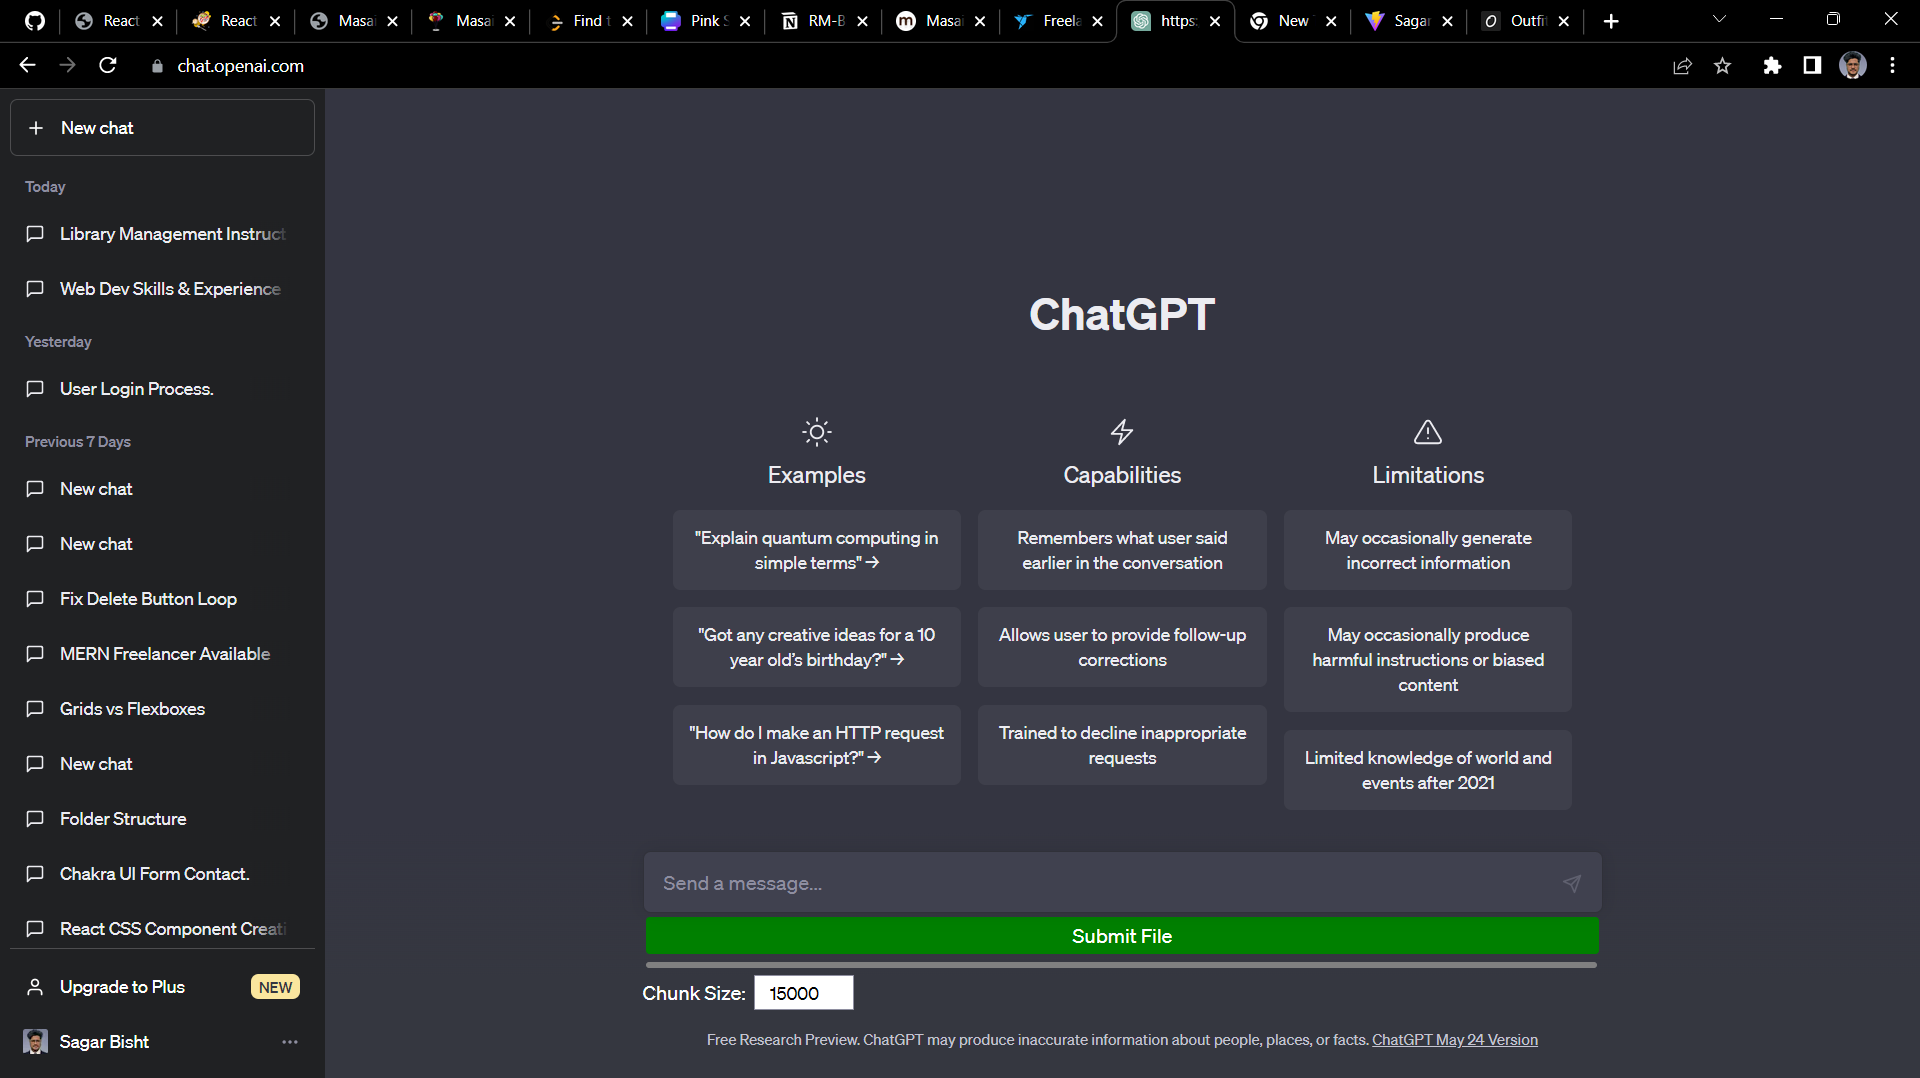 React
React
Masai
Masai
Find t
Pink S
RM-B
Masai
Freela
https:
New
Sagar
Outfi
chat.openai.com
New chat
Today
Library Management Instruct
Web Dev Skills & Experience
Yesterday
User Login Process.
Previous 7 Days
New chat
New chat
Fix Delete Button Loop
MERN Freelancer Available
Grids vs Flexboxes
New chat
Folder Structure
Chakra UI Form Contact.
React CSS Component Creati
Upgrade to Plus NEW
Sagar Bisht
ChatGPT
Examples
"Explain quantum computing in
simple terms" →
"Got any creative ideas for a 10
year old’s birthday?" →
"How do I make an HTTP request
in Javascript?" →
Capabilities
Remembers what user said
earlier in the conversation
Allows user to provide follow-up
corrections
Trained to decline inappropriate
requests
Limitations
May occasionally generate
incorrect information
May occasionally produce
harmful instructions or biased
content
Limited knowledge of world and
events after 2021
Send a message...
Submit File
Chunk Size: 15000
Free Research Preview. ChatGPT may produce inaccurate information about people, places, or facts. ChatGPT May 24 Version